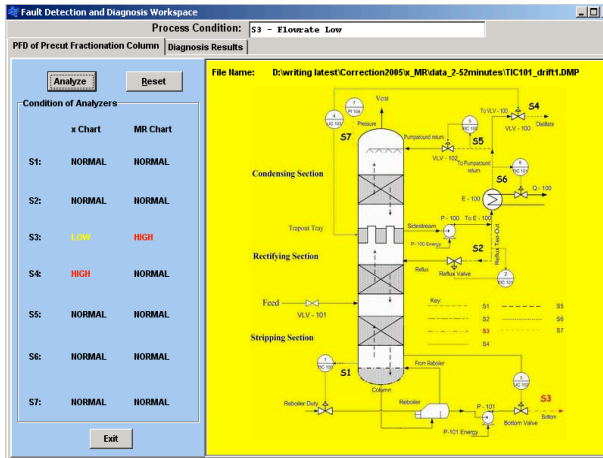 Fault Detection and Diagnosis Workspace
Process Condition: S3 - Flowrate Low
PFD of Precut Fractionation Column Diagnosis Results
Analyze Reset
Condition of Analyzers
x Chart MR Chart
S1: NORMAL NORMAL
S2: NORMAL NORMAL
S3: LOW HIGH
S4: HIGH NORMAL
S5: NORMAL NORMAL
S6: NORMAL NORMAL
S7: NORMAL NORMAL
Exit
File Name: D:\writing latest\Correction2005\x_MR\data_2-52minutes\TIC101_drift1.DMP
Vent
S4
To VLV - 100
Distillate
VLV - 100
Pressure
S7
Pumparound return
S5
VLV - 102
To Pumparound
return
S6
Q - 100
E - 100
Condensing Section
Sidestream
P - 100 To E - 100
Trapout Tray
P- 100 Energy
S2
Reflux Tee-Out
Rectifying Section
Reflux
Reflux Valve
Feed
VLV - 101
Key:
S1 S5
S2 S6
S3 S7
S4
Stripping Section
From Reboiler
S1
Column
Reboiler Duty
Reboiler
P - 101
S3
Bottom
P-101 Energy
Bottom Valve